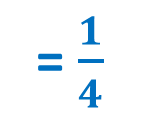 = 1/4